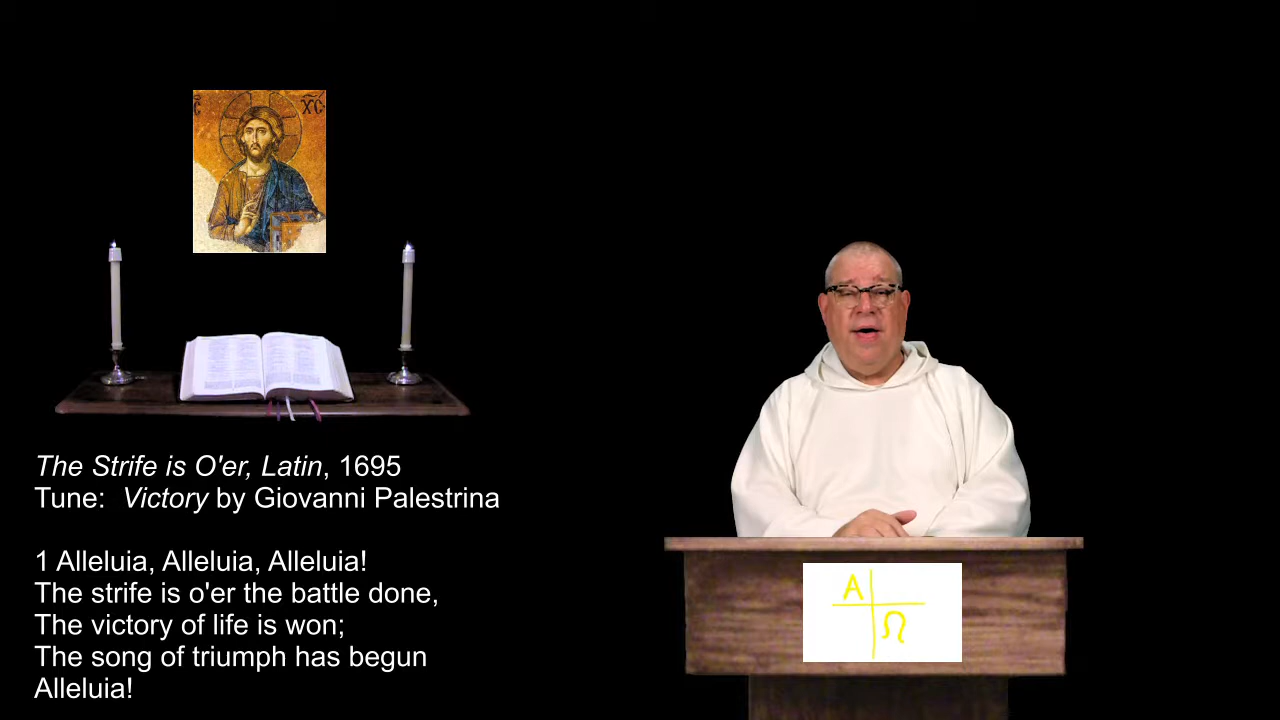 C XC
The Strife is O'er, Latin, 1695
Tune: Victory by Giovanni Palestrina
1 Alleluia, Alleluia, Alleluia!
The strife is o'er the battle done,
The victory of life is won;
The song of triumph has begun
Alleluia!
A
Ω